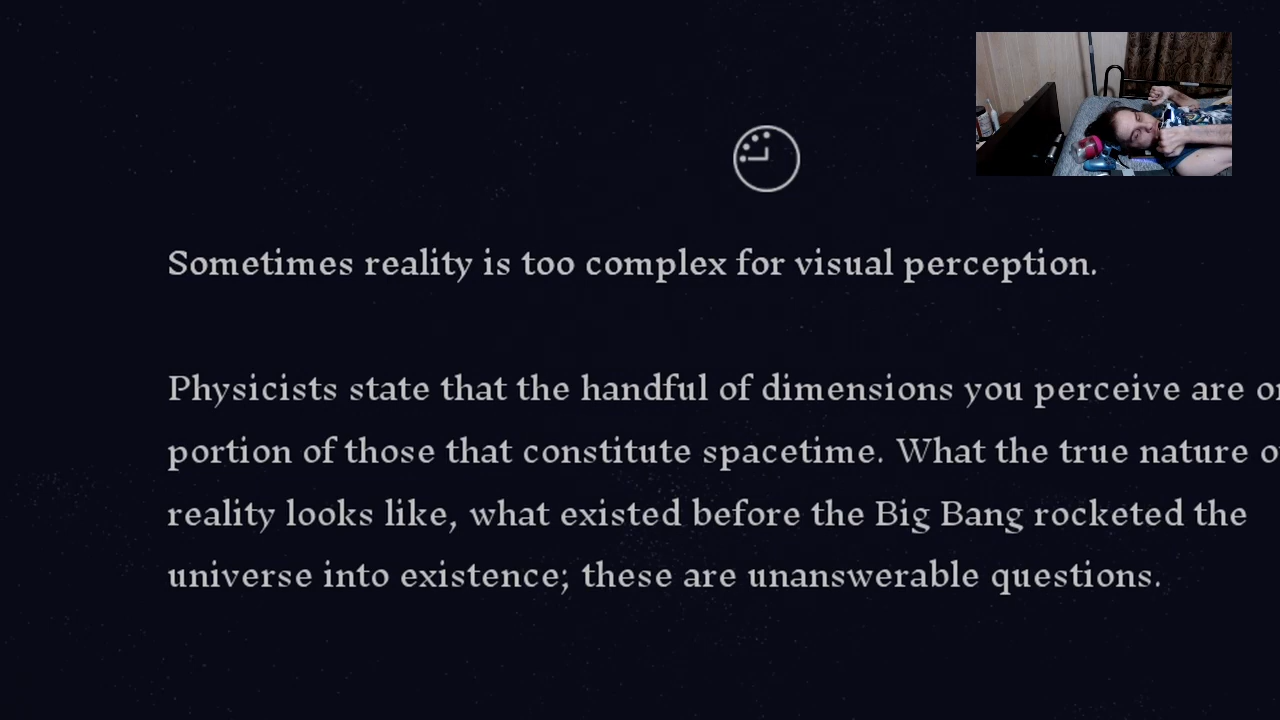 Sometimes reality is too complex for visual perception.
Physicists state that the handful of dimensions you perceive are
portion of those that constitute spacetime. What the true nature
reality looks like, what existed before the Big Bang rocketed the
universe into existence; these are unanswerable questions.